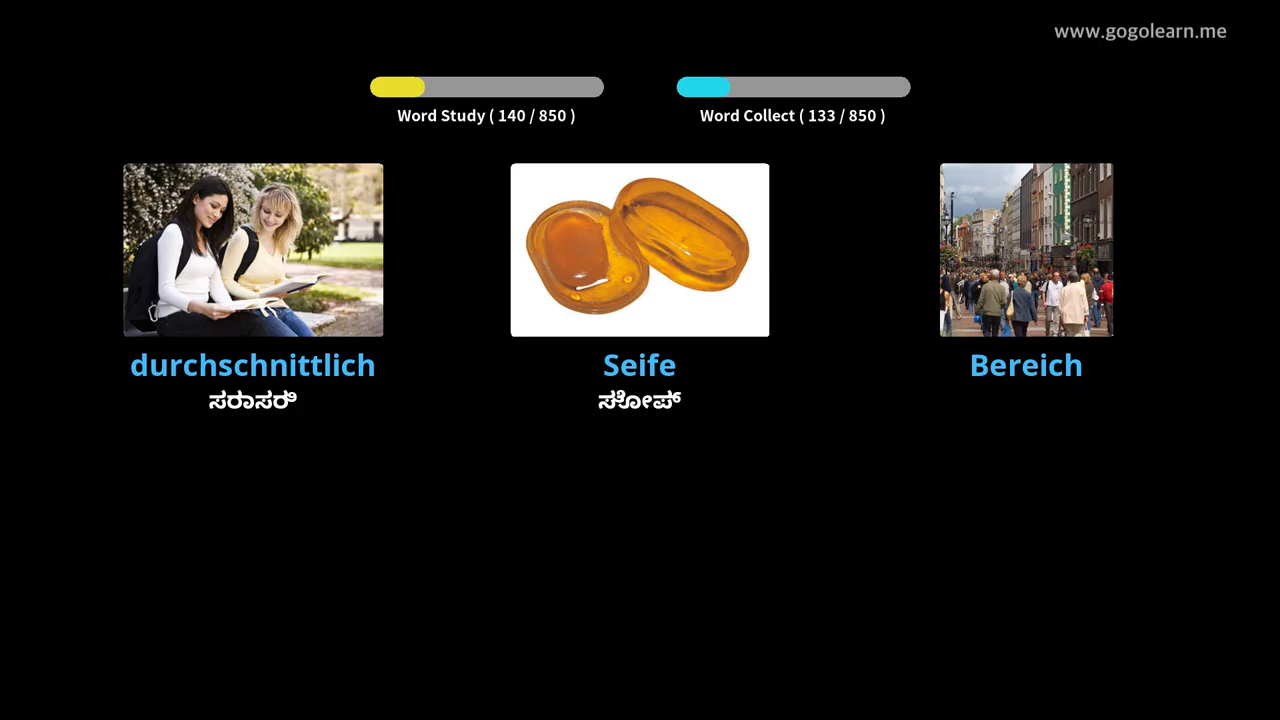 www.gogolearn.me
Word Study ( 140 / 850 )
Word Collect ( 133 / 850 )
durchschnittlich
Seife
Bereich
ಸರಾಸರಿ
ಸೋಪ್